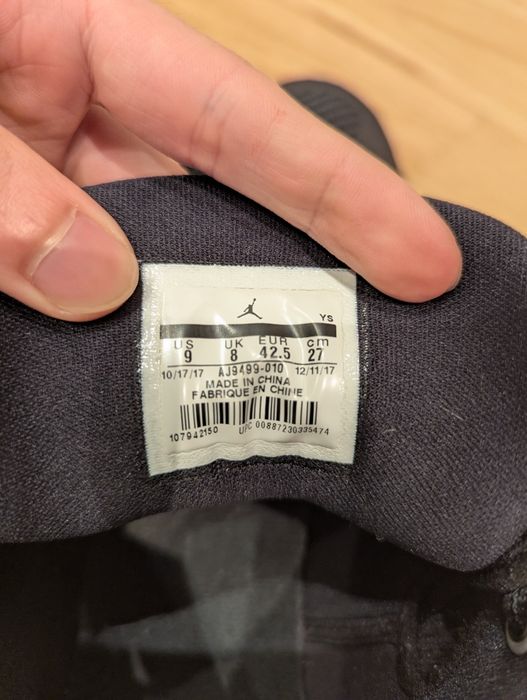 YS
US UK EUR cm
9 8 42.5 27
10/17/17 AJ9499-010 12/11/17
MADE IN CHINA
FABRIQUE EN CHINE
107942150 UPC 00887230335474